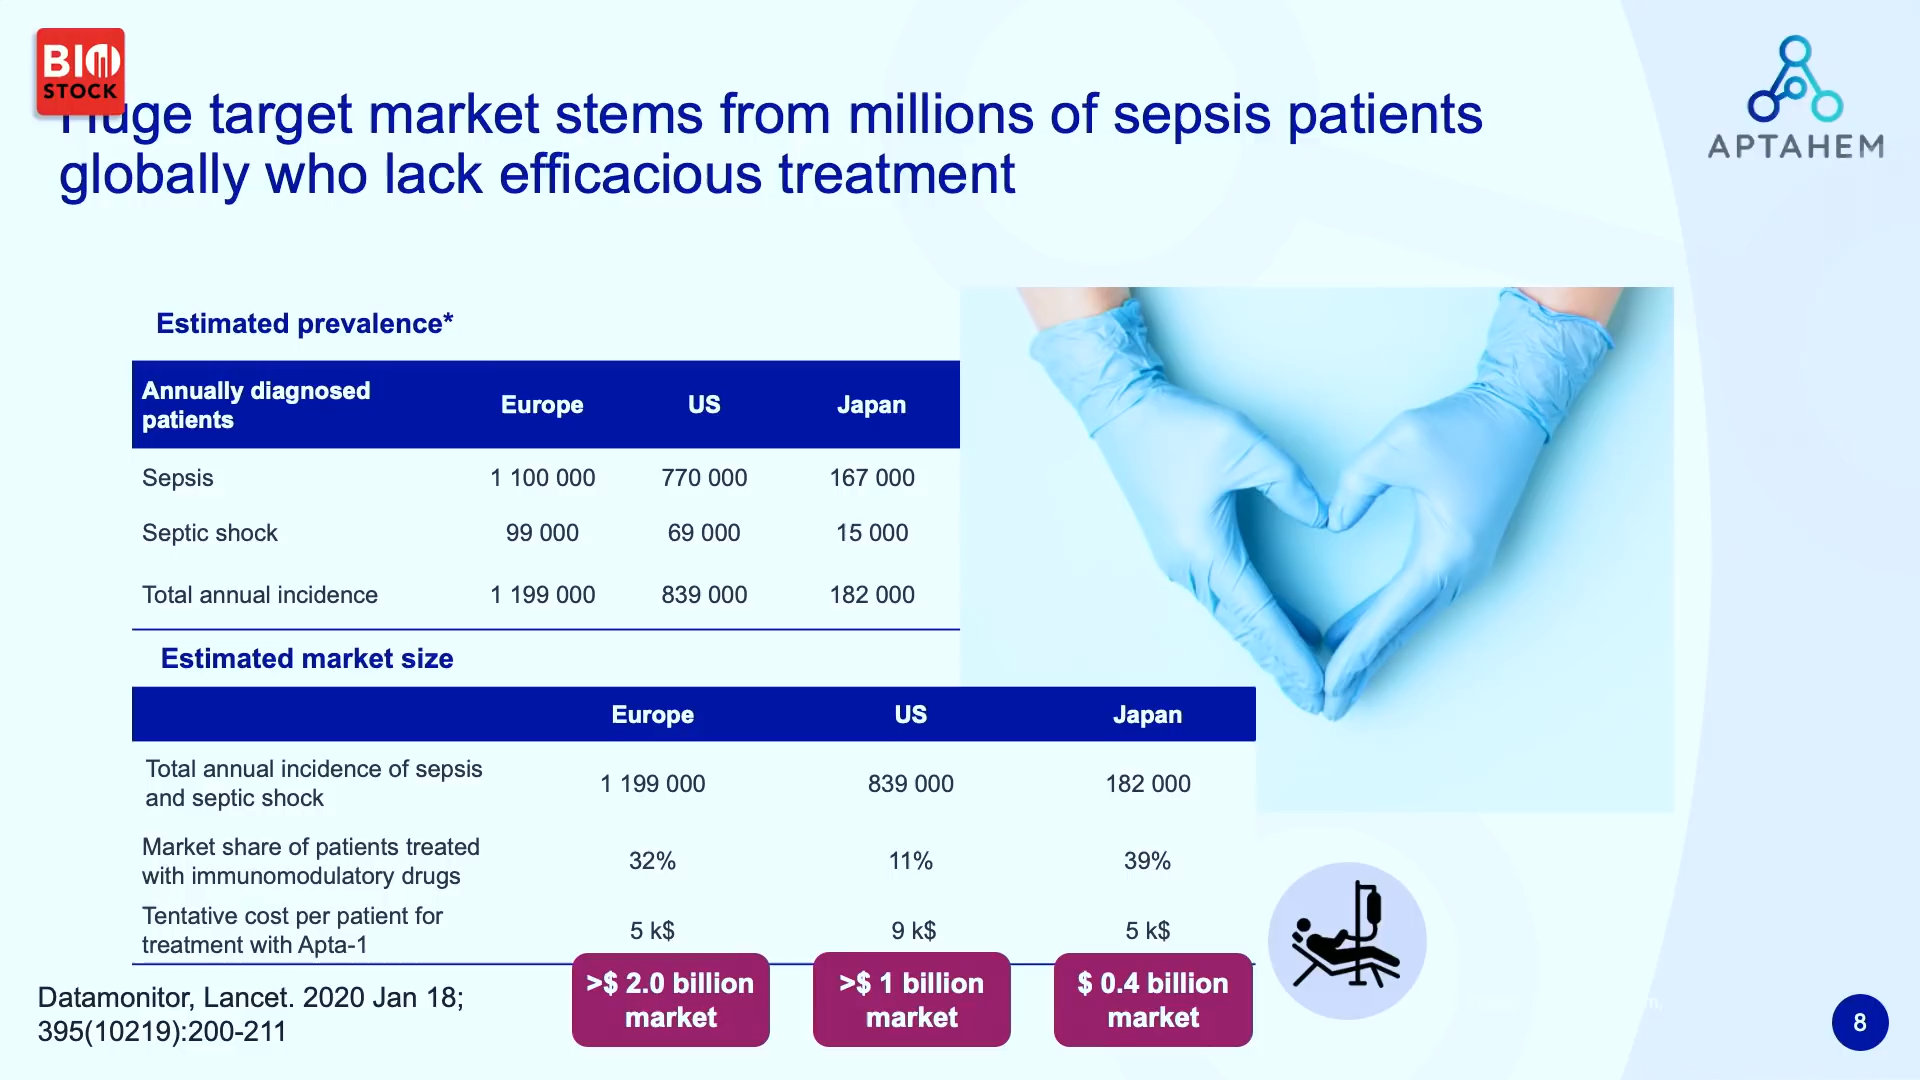 BIO
STOCK
Huge target market stems from millions of sepsis patients
globally who lack efficacious treatment
APTAHEM
Estimated prevalence*
Annually diagnosed
patients
Europe
US
Japan
Sepsis
1 100 000
770 000
167 000
Septic shock
99 000
69 000
15 000
Total annual incidence
1 199 000
839 000
182 000
Estimated market size
Europe
US
Japan
Total annual incidence of sepsis
and septic shock
1 199 000
839 000
182 000
Market share of patients treated
with immunomodulatory drugs
32%
11%
39%
Tentative cost per patient for
treatment with Apta-1
5 k$
9 k$
5 k$
>$ 2.0 billion
market
>$ 1 billion
market
$ 0.4 billion
market
Datamonitor, Lancet. 2020 Jan 18;
395(10219):200-211
8